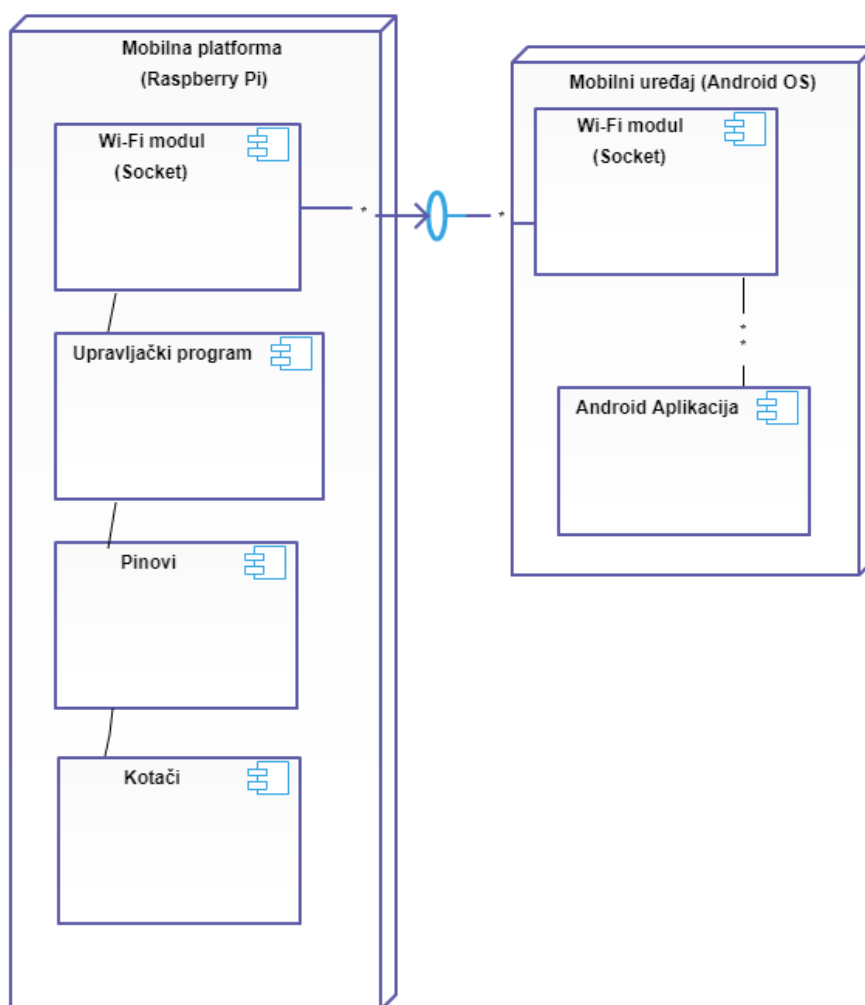 Mobilna platforma
(Raspberry Pi)
Wi-Fi modul
(Socket)
*
Upravljački program
Pinovi
Kotači
Mobilni uređaj (Android OS)
Wi-Fi modul
(Socket)
*
*
*
Android Aplikacija